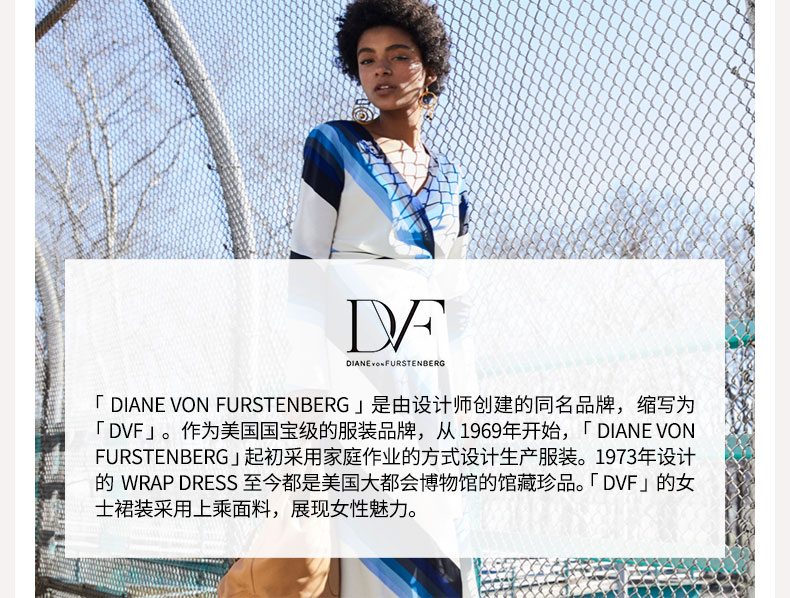 DVF
DIANE VON FURSTENBERG
「 DIANE VON FURSTENBERG 」是由设计师创建的同名品牌，缩写为
「 DVF 」。作为美国国宝级的服装品牌，从 1969年开始，「 DIANE VON
FURSTENBERG 」起初采用家庭作业的方式设计生产服装。1973年设计
的 WRAP DRESS 至今都是美国大都会博物馆的馆藏珍品。「 DVF 」的女
士裙装采用上乘面料，展现女性魅力。